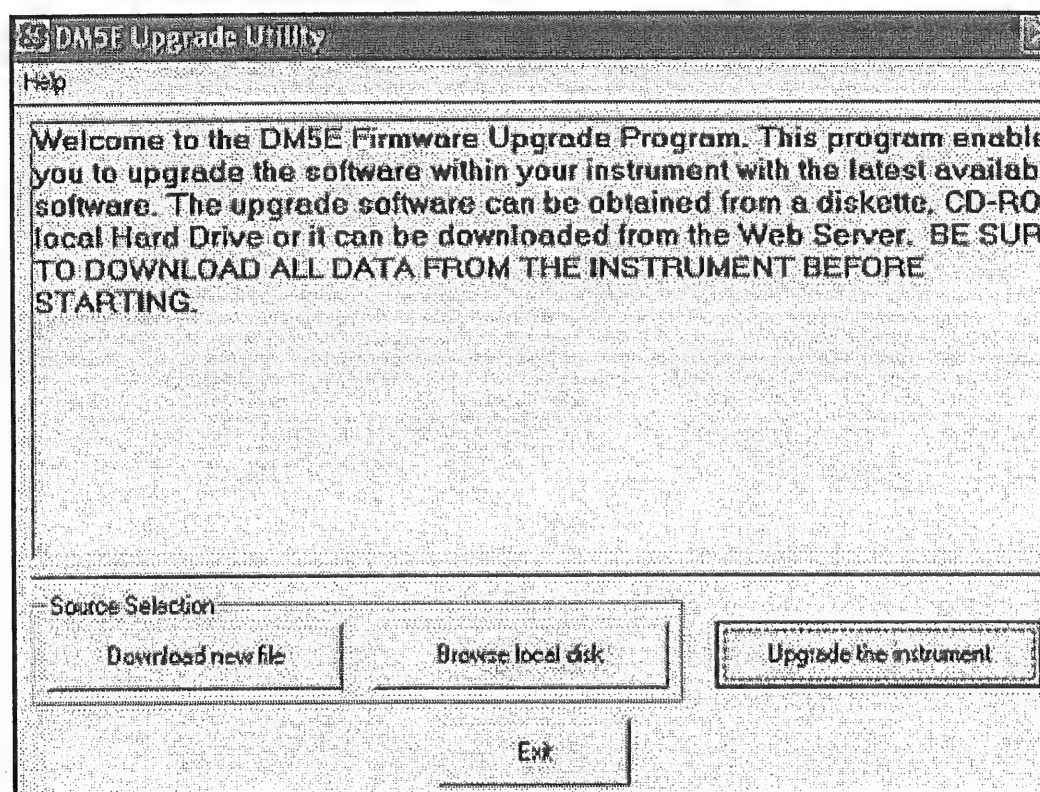 DM5E Upgrade Utility
Help
Welcome to the DM5E Firmware Upgrade Program. This program enable
you to upgrade the software within your instrument with the latest availab
software. The upgrade software can be obtained from a diskette, CD-RO
local Hard Drive or it can be downloaded from the Web Server. BE SUR
TO DOWNLOAD ALL DATA FROM THE INSTRUMENT BEFORE
STARTING.
Source Selection
Download new file
Browse local disk
Upgrade the instrument
Exit